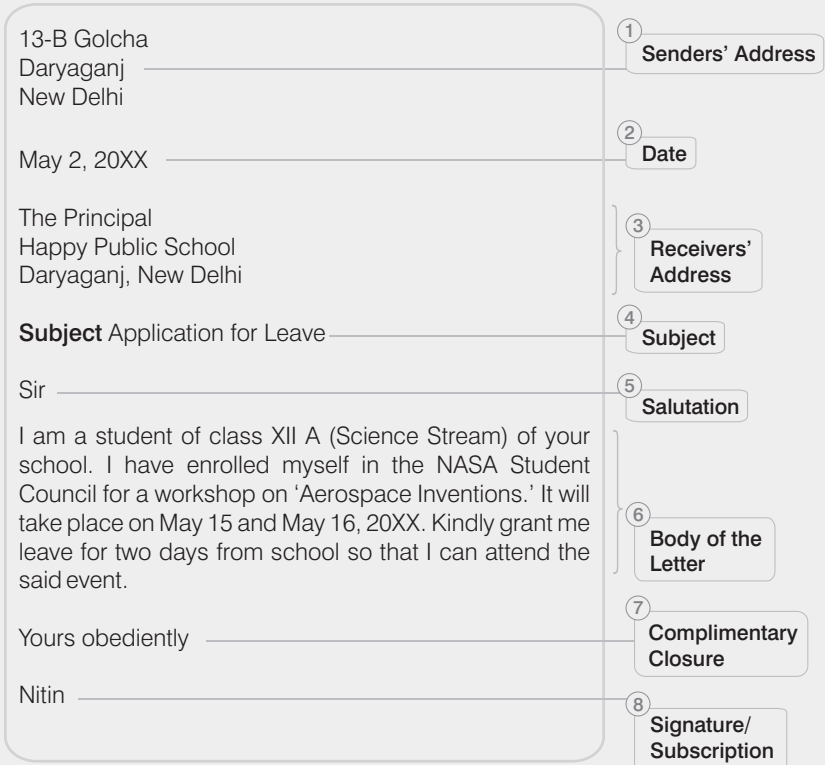 13-B Golcha
Daryaganj
New Delhi
1
Senders' Address
May 2, 20XX
2
Date
The Principal
Happy Public School
Daryaganj, New Delhi
3
Receivers'
Address
Subject Application for Leave
4
Subject
Sir
5
Salutation
I am a student of class XII A (Science Stream) of your
school. I have enrolled myself in the NASA Student
Council for a workshop on ‘Aerospace Inventions.’ It will
take place on May 15 and May 16, 20XX. Kindly grant me
leave for two days from school so that I can attend the
said event.
6
Body of the
Letter
Yours obediently
7
Complimentary
Closure
Nitin
8
Signature/
Subscription